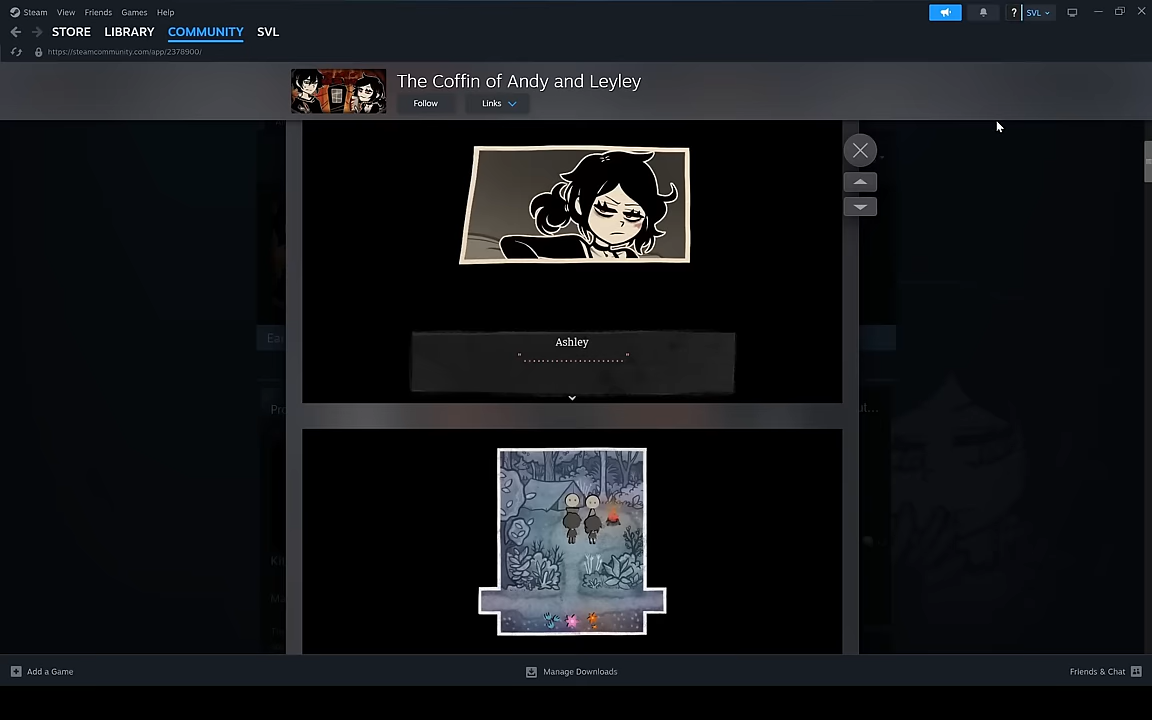 Steam View Friends Games Help
? SVL
STORE LIBRARY COMMUNITY SVL
https://steamcommunity.com/app/2378900/
The Coffin of Andy and Leyley
Follow Links
Ashley
"......................"
Add a Game Manage Downloads Friends & Chat